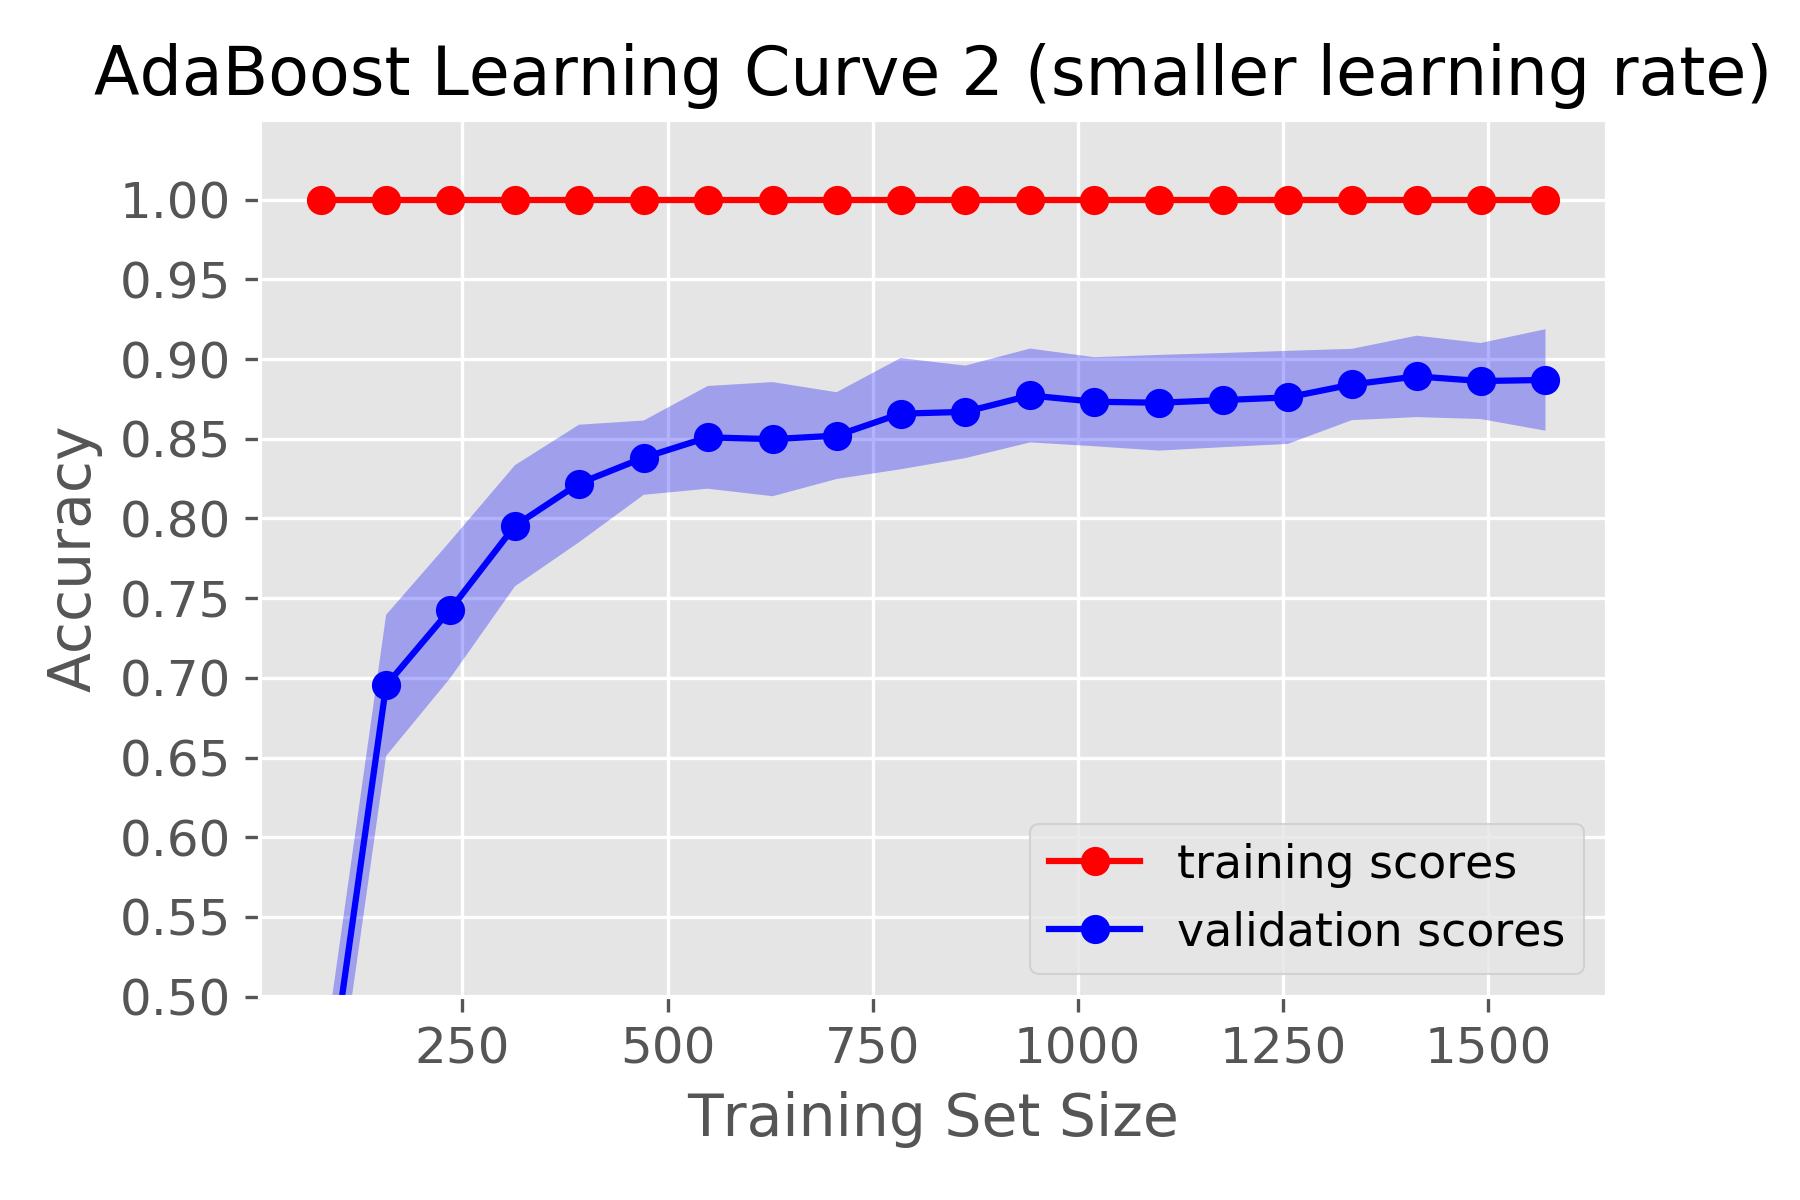 AdaBoost Learning Curve 2 (smaller learning rate)
1.00
0.95
0.90
0.85
0.80
0.75
0.70
0.65
0.60
0.55
0.50
Accuracy
training scores
validation scores
250 500 750 1000 1250 1500
Training Set Size